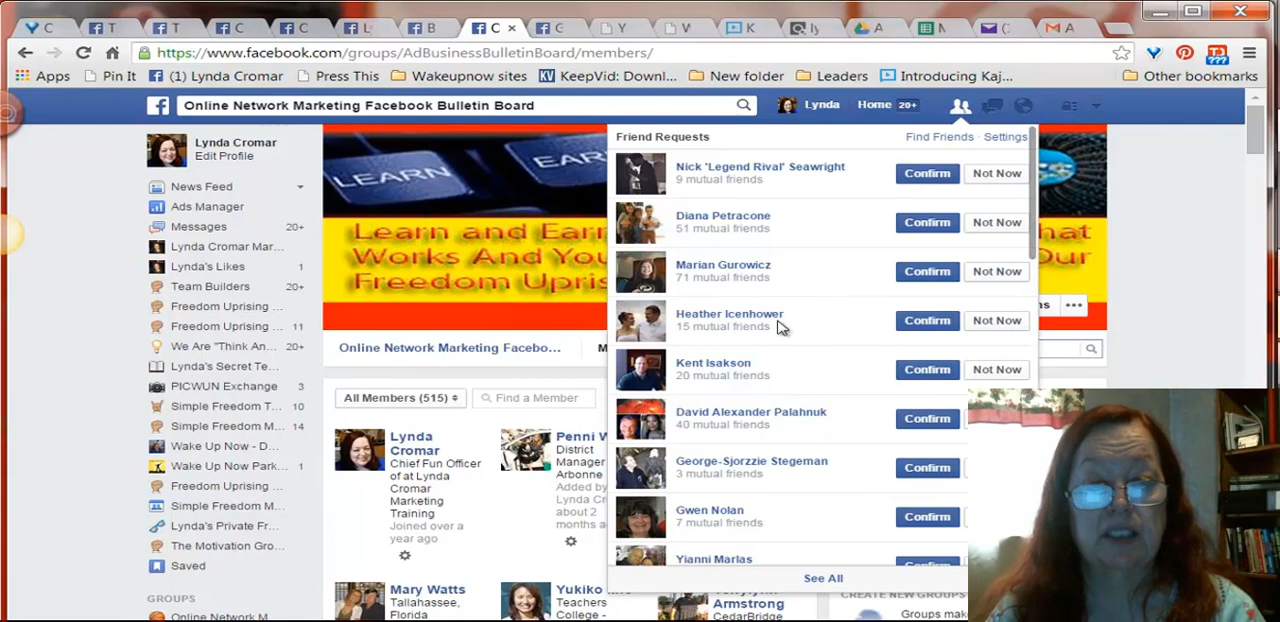 C
T
T
C
C
B
C ×
Y
K
A
A
https://www.facebook.com/groups/AdBusinessBulletinBoard/members/
Apps
Pin It
(1) Lynda Cromar
Press This
Wakeupnow sites
KV KeepVid: Downl...
New folder
Leaders
Introducing Kaj...
Other bookmarks
Online Network Marketing Facebook Bulletin Board
Lynda
Home 20+
Lynda Cromar
Edit Profile
News Feed
Ads Manager
Messages 20+
Lynda Cromar Mar...
Lynda's Likes 1
Team Builders 20+
Freedom Uprising ...
Freedom Uprising ... 11
We Are "Think An... 20+
Lynda's Secret Te...
PICWUN Exchange 3
Simple Freedom T... 10
Simple Freedom M... 14
Wake Up Now - D...
Wake Up Now Park... 1
Freedom Uprising ...
Simple Freedom M...
Lynda's Private Fr...
The Motivation Gro...
Saved
GROUPS
Online Network M
LEARN
EAR
Learn and Earn
Works And You
Freedom Upris
hat
Our
ns •••
Online Network Marketing Facebo...
M
All Members (515)
Find a Member
Lynda Cromar
Chief Fun Officer
of at Lynda
Cromar
Marketing
Training
Joined over a
year ago
Penni W
District
Manager
Arbonne
Added by
Lynda Cr
about 2
months a
Mary Watts
Tallahassee,
Florida
Yukiko
Teachers
College -
Armstrong
CedarBridge
CREATE NEW GROUPS
Groups make
Friend Requests
Find Friends · Settings
Nick 'Legend Rival' Seawright
9 mutual friends
Confirm
Not Now
Diana Petracone
51 mutual friends
Confirm
Not Now
Marian Gurowicz
71 mutual friends
Confirm
Not Now
Heather Icenhower
15 mutual friends
Confirm
Not Now
Kent Isakson
20 mutual friends
Confirm
Not Now
David Alexander Palahnuk
40 mutual friends
Confirm
George-Sjorzzie Stegeman
3 mutual friends
Confirm
Gwen Nolan
7 mutual friends
Confirm
Yianni Marlas
Confirm
See All